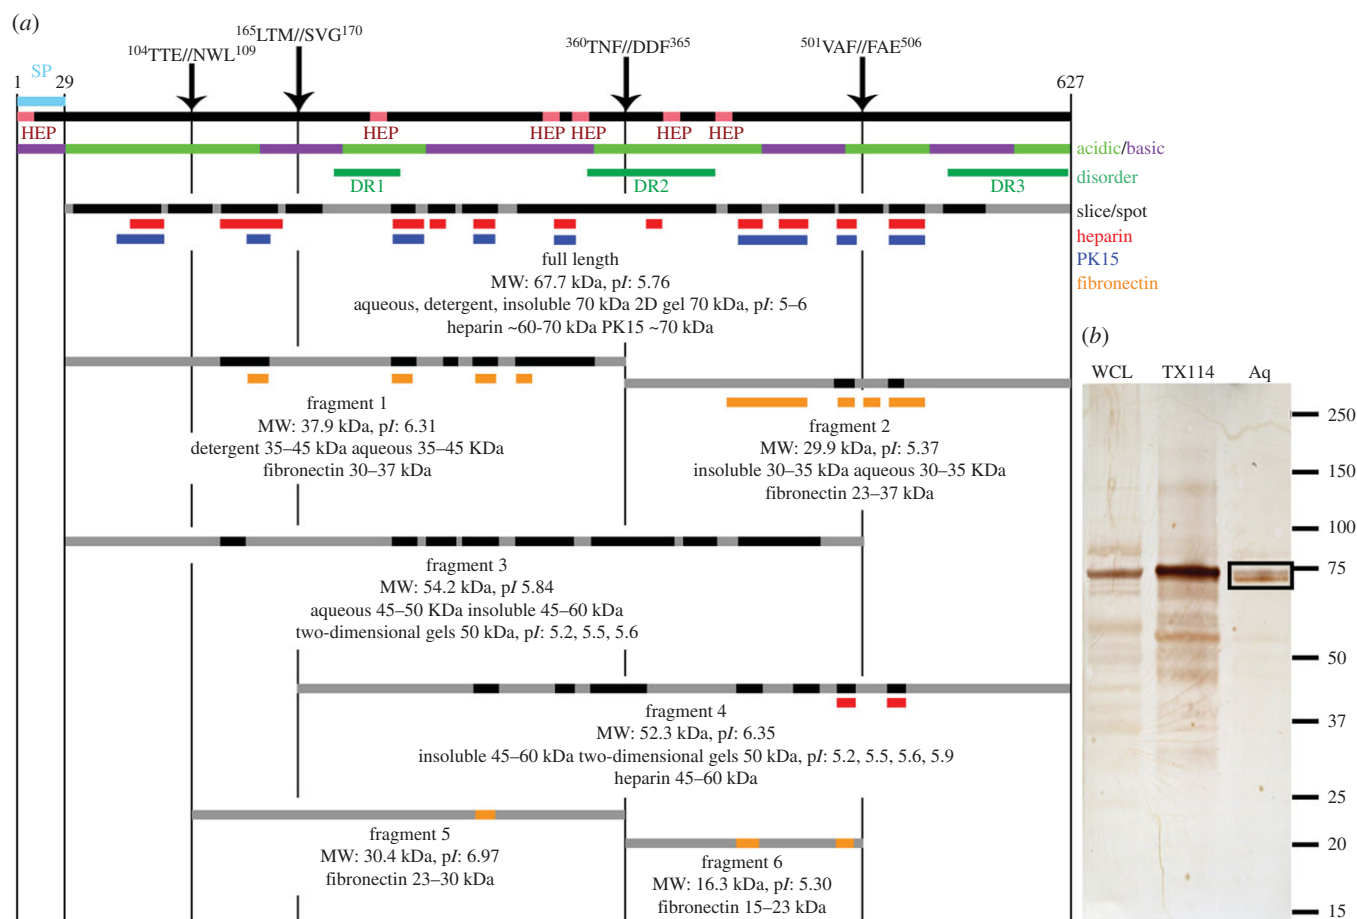 (a)
104TTE//NWL109
165LTM//SVG170
360TNF//DDF365
501VAF//FAE506
SP
1 29 627
HEP HEP HEP HEP HEP HEP
acidic/basic
disorder
DR1 DR2 DR3
slice/spot
heparin
PK15
fibronectin
full length
MW: 67.7 kDa, pI: 5.76
aqueous, detergent, insoluble 70 kDa 2D gel 70 kDa, pI: 5–6
heparin ~60-70 kDa PK15 ~70 kDa
fragment 1
MW: 37.9 kDa, pI: 6.31
detergent 35–45 kDa aqueous 35–45 KDa
fibronectin 30–37 kDa
fragment 2
MW: 29.9 kDa, pI: 5.37
insoluble 30–35 kDa aqueous 30–35 KDa
fibronectin 23–37 kDa
fragment 3
MW: 54.2 kDa, pI 5.84
aqueous 45–50 KDa insoluble 45–60 kDa
two-dimensional gels 50 kDa, pI: 5.2, 5.5, 5.6
fragment 4
MW: 52.3 kDa, pI: 6.35
insoluble 45–60 kDa two-dimensional gels 50 kDa, pI: 5.2, 5.5, 5.6, 5.9
heparin 45–60 kDa
fragment 5
MW: 30.4 kDa, pI: 6.97
fibronectin 23–30 kDa
fragment 6
MW: 16.3 kDa, pI: 5.30
fibronectin 15–23 kDa
(b)
WCL TX114 Aq
250
150
100
75
50
37
25
20
15